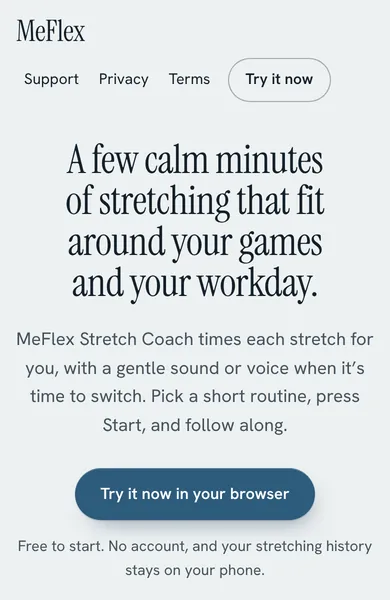 MeFlex
Support Privacy Terms Try it now
A few calm minutes
of stretching that fit
around your games
and your workday.
MeFlex Stretch Coach times each stretch for
you, with a gentle sound or voice when it’s
time to switch. Pick a short routine, press
Start, and follow along.
Try it now in your browser
Free to start. No account, and your stretching history
stays on your phone.